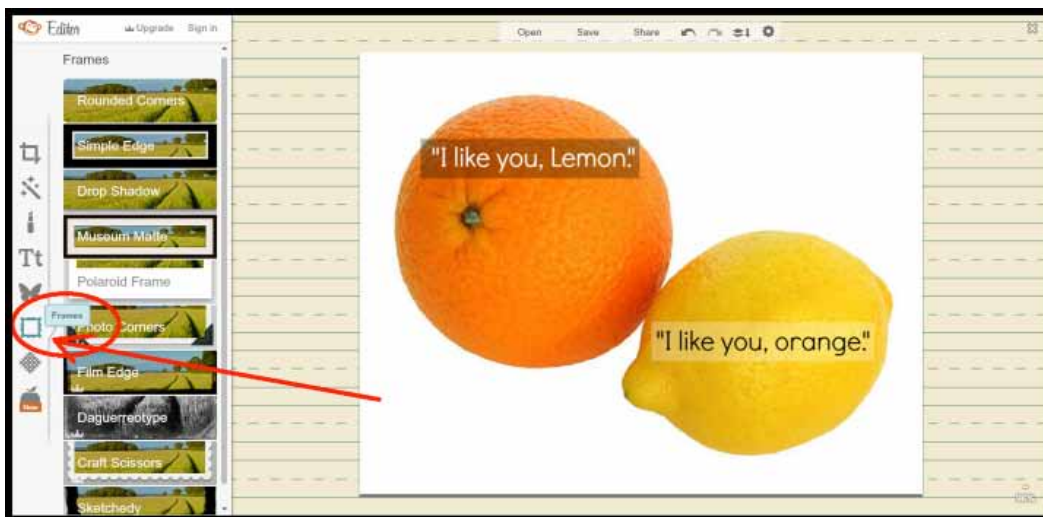 Editor
Upgrade Sign in
Open Save Share
Frames
Rounded Corners
Simple Edge
Drop Shadow
Museum Matte
Tt
Polaroid Frame
Frames
Photo Corners
Film Edge
Daguerreotype
Craft Scissors
Sketchedy
"I like you, Lemon."
"I like you, orange."